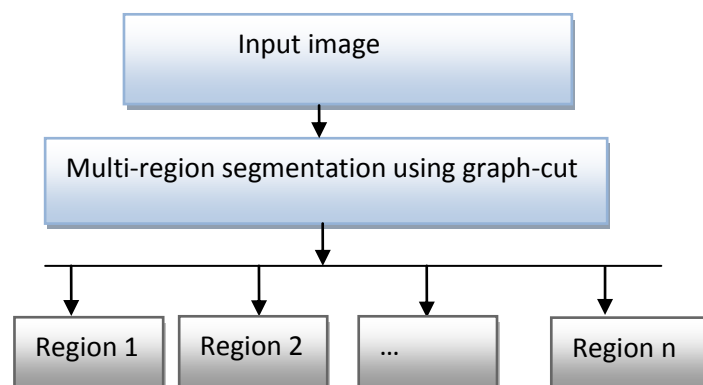 Input image
Multi-region segmentation using graph-cut
Region 1
Region 2
...
Region n